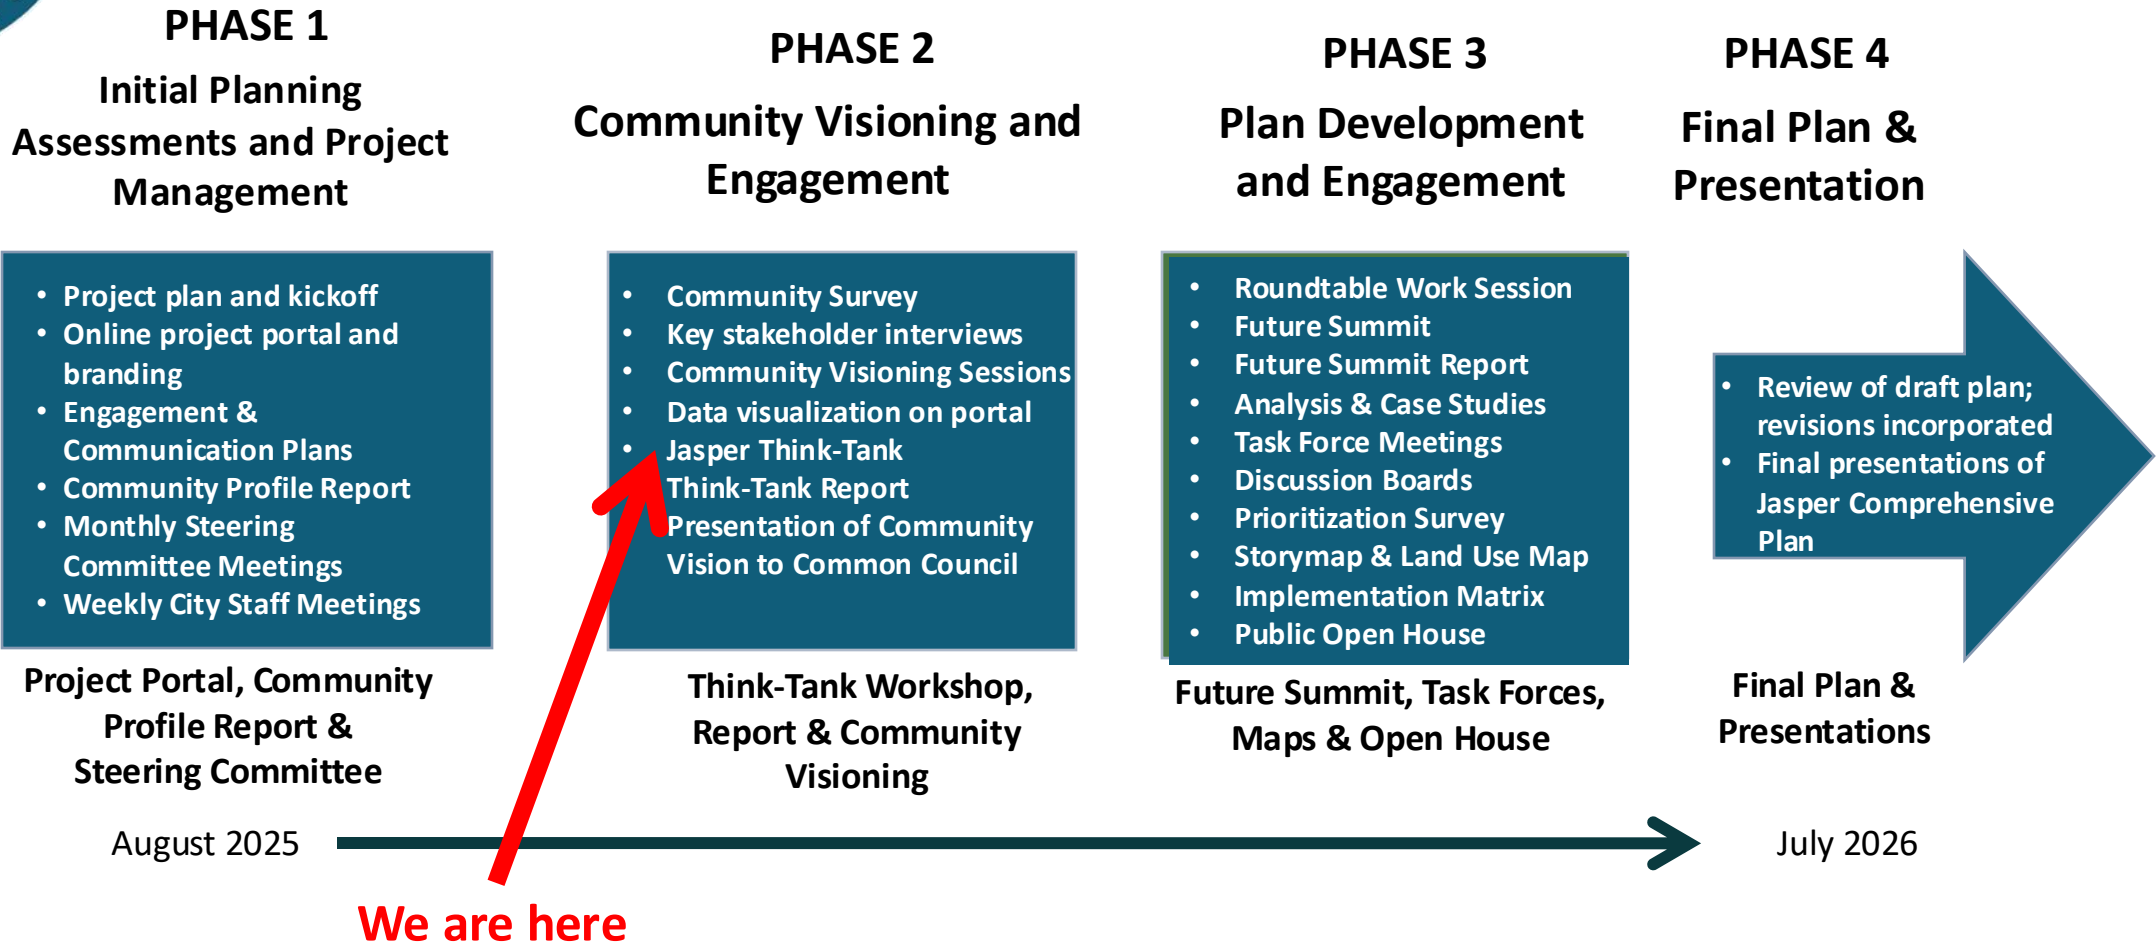 PHASE 1
Initial Planning
Assessments and Project
Management
• Project plan and kickoff
• Online project portal and
branding
• Engagement &
Communication Plans
• Community Profile Report
• Monthly Steering
Committee Meetings
• Weekly City Staff Meetings
Project Portal, Community
Profile Report &
Steering Committee
PHASE 2
Community Visioning and
Engagement
• Community Survey
• Key stakeholder interviews
• Community Visioning Sessions
• Data visualization on portal
• Jasper Think-Tank
Think-Tank Report
Presentation of Community
Vision to Common Council
Think-Tank Workshop,
Report & Community
Visioning
PHASE 3
Plan Development
and Engagement
• Roundtable Work Session
• Future Summit
• Future Summit Report
• Analysis & Case Studies
• Task Force Meetings
• Discussion Boards
• Prioritization Survey
• Storymap & Land Use Map
• Implementation Matrix
• Public Open House
Future Summit, Task Forces,
Maps & Open House
PHASE 4
Final Plan &
Presentation
• Review of draft plan;
revisions incorporated
• Final presentations of
Jasper Comprehensive
Plan
Final Plan &
Presentations
August 2025
July 2026
We are here